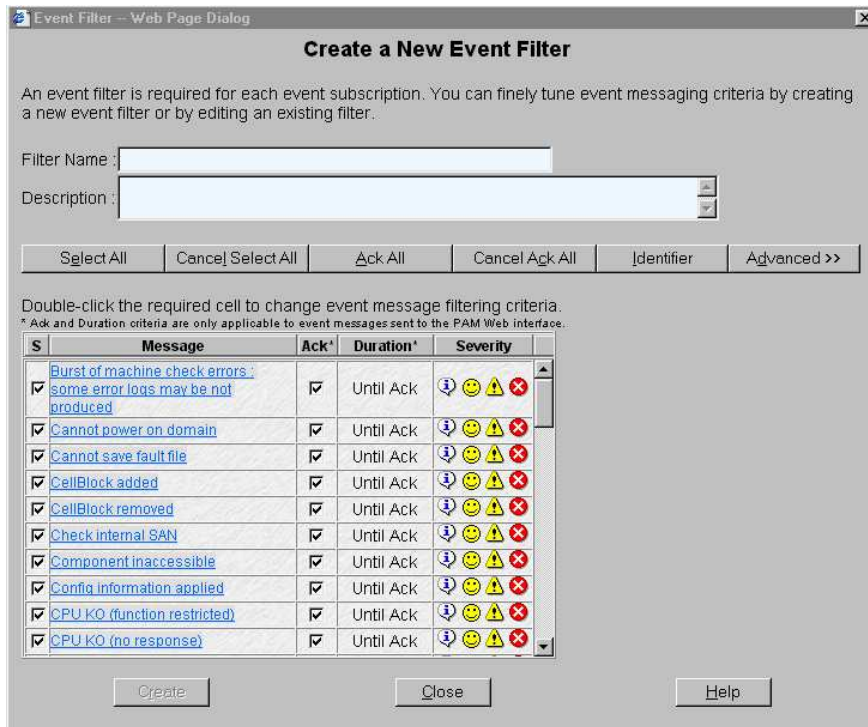 Event Filter -- Web Page Dialog
Create a New Event Filter
An event filter is required for each event subscription. You can finely tune event messaging criteria by creating
a new event filter or by editing an existing filter.
Filter Name :
Description :
Select All Cancel Select All Ack All Cancel Ack All Identifier Advanced >>
Double-click the required cell to change event message filtering criteria.
* Ack and Duration criteria are only applicable to event messages sent to the PAM Web interface.
S Message Ack* Duration* Severity
Burst of machine check errors :
some error logs may be not Until Ack
produced
Cannot power on domain Until Ack
Cannot save fault file Until Ack
CellBlock added Until Ack
CellBlock removed Until Ack
Check internal SAN Until Ack
Component inaccessible Until Ack
Config information applied Until Ack
CPU KO (function restricted) Until Ack
CPU KO (no response) Until Ack
Create Close Help